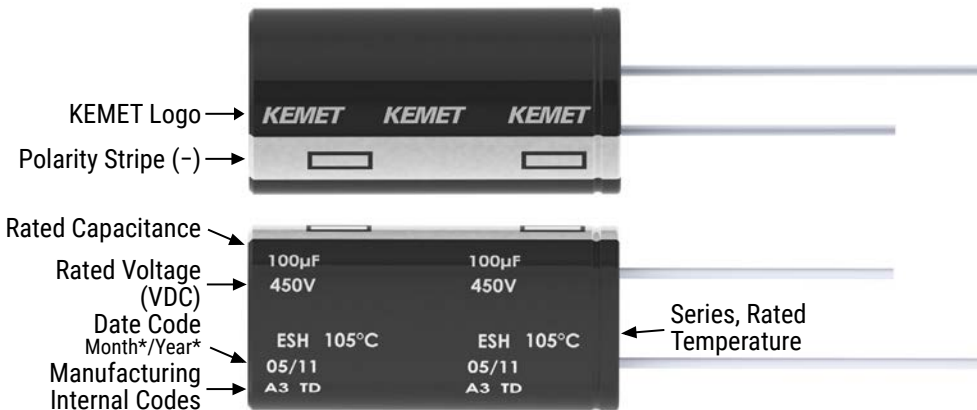 KEMET Logo
KEMET KEMET KEMET
Polarity Stripe (−)
Rated Capacitance
100µF 100µF
Rated Voltage
(VDC)
450V 450V
Date Code
Month*/Year*
ESH 105°C ESH 105°C
Series, Rated
Temperature
05/11 05/11
Manufacturing
Internal Codes
A3 TD A3 TD